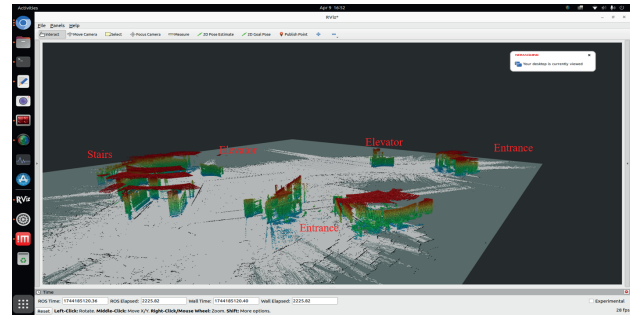 Activities
Apr 9 16:52
RViz*
File Panels Help
Interact Move Camera Select Focus Camera Measure 2D Pose Estimate 2D Goal Pose Publish Point
Your desktop is currently viewed
Stairs
Elevator
Entrance
Entrance
Time
ROS Time: 1744185120.36 ROS Elapsed: 2225.82 Wall Time: 1744185120.40 Wall Elapsed: 2225.82
Experimental
Reset Left-Click: Rotate. Middle-Click: Move X/Y. Right-Click/Mouse Wheel: Zoom. Shift: More options.
28 fps
RViz